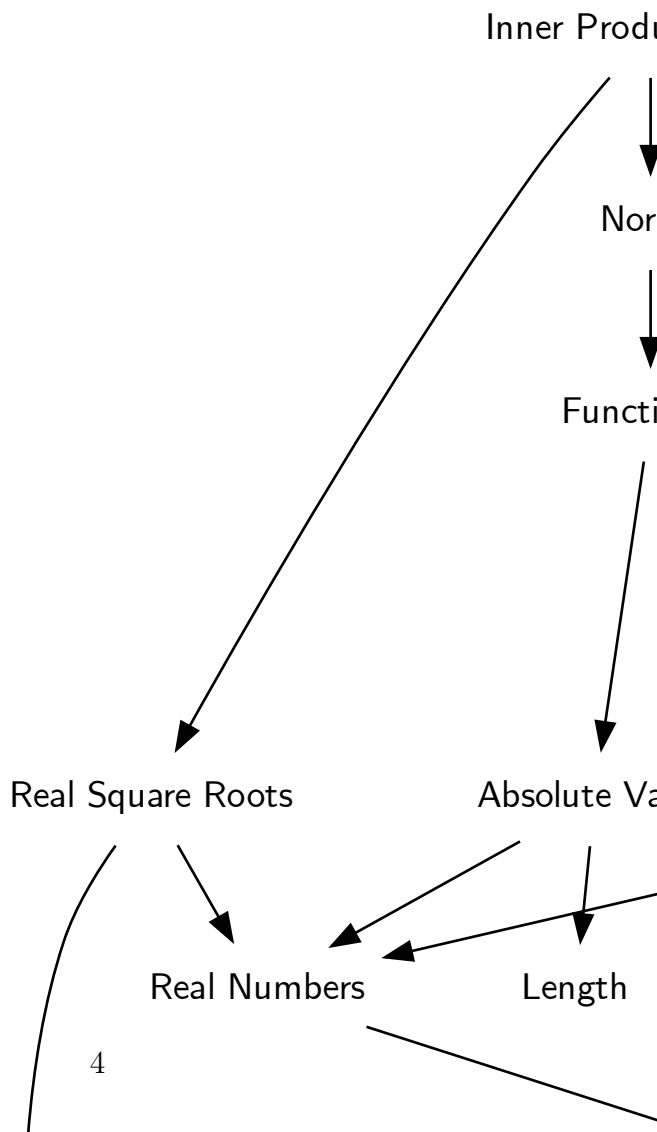 Inner Produ
Nor
Functi
Real Square Roots
Absolute Va
Real Numbers
Length
4